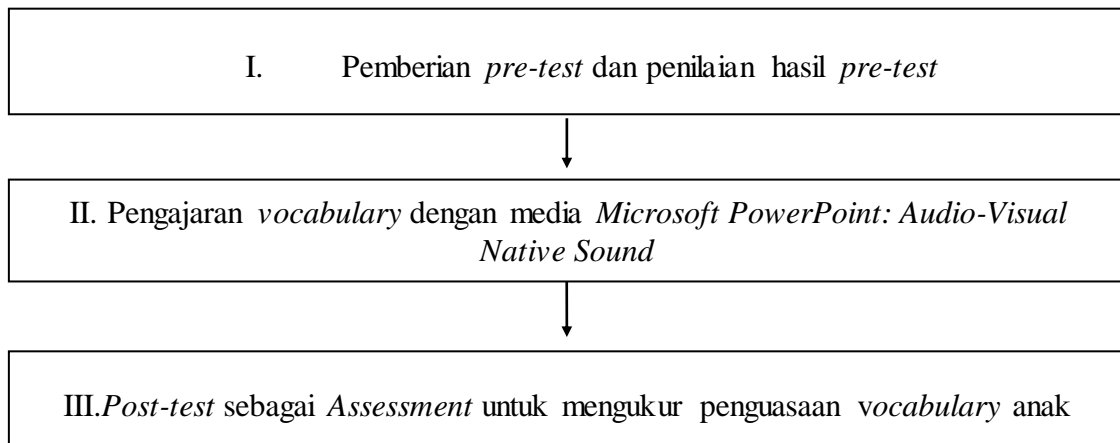 I. Pemberian pre-test dan penilaian hasil pre-test
II. Pengajaran vocabulary dengan media Microsoft PowerPoint: Audio-Visual
Native Sound
III.Post-test sebagai Assessment untuk mengukur penguasaan vocabulary anak